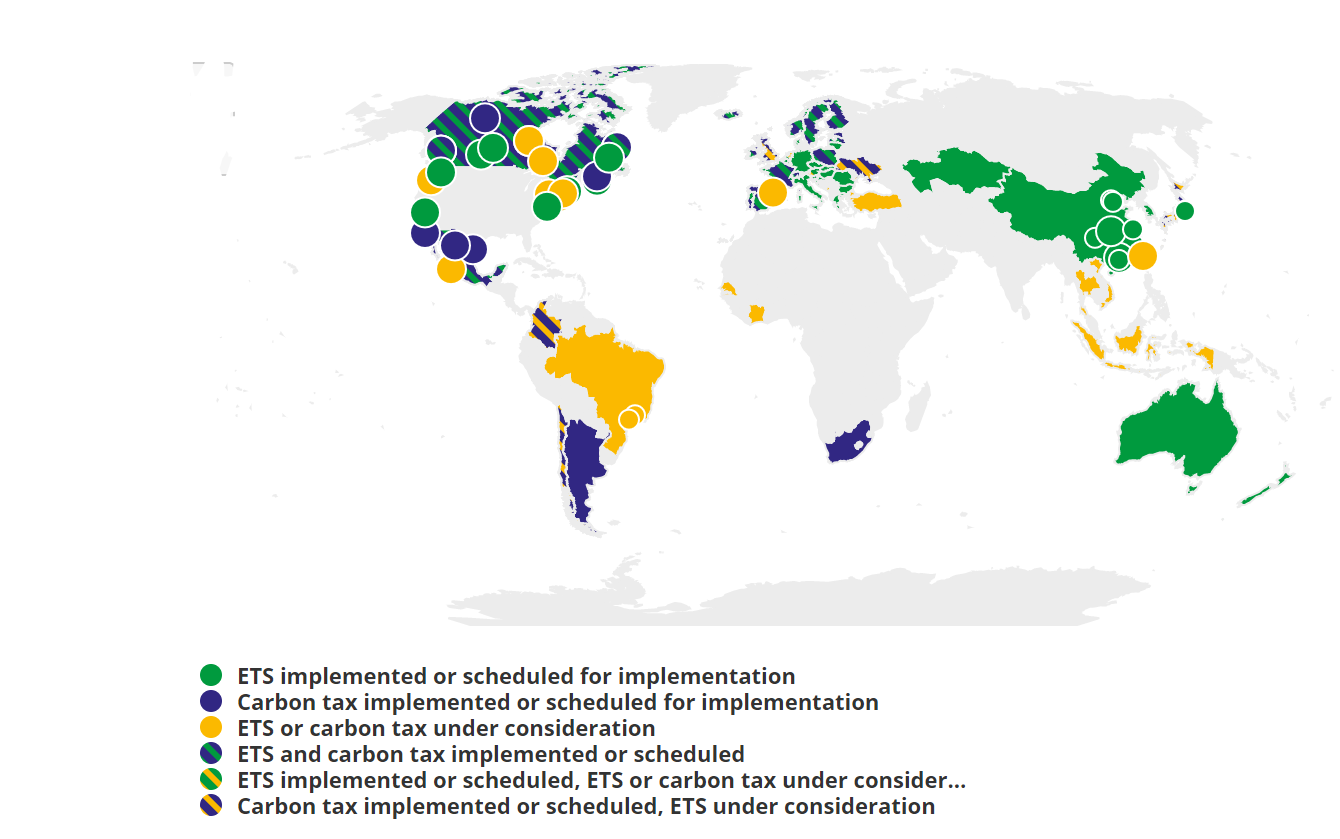 ETS implemented or scheduled for implementation
Carbon tax implemented or scheduled for implementation
ETS or carbon tax under consideration
ETS and carbon tax implemented or scheduled
ETS implemented or scheduled, ETS or carbon tax under consider...
Carbon tax implemented or scheduled, ETS under consideration